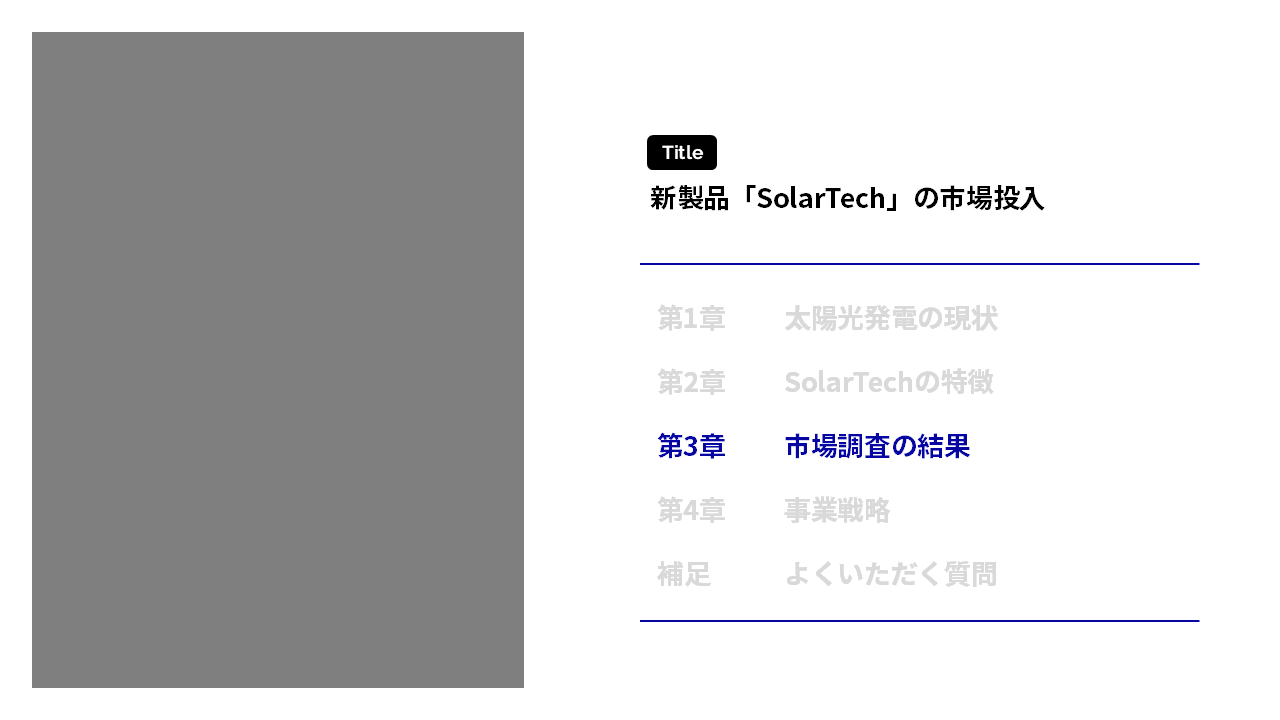 Title
新製品「SolarTech」の市場投入
第1章 太陽光発電の現状
第2章 SolarTechの特徴
第3章 市場調査の結果
第4章 事業戦略
補足 よくいただく質問